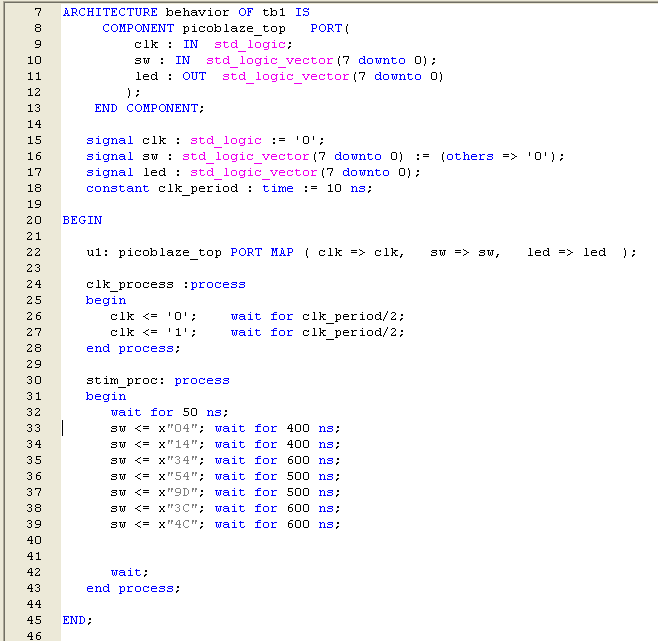 7 ARCHITECTURE behavior OF tb1 IS
8 COMPONENT picoblaze_top PORT(
9 clk : IN std_logic;
10 sw : IN std_logic_vector(7 downto 0);
11 led : OUT std_logic_vector(7 downto 0)
12 );
13 END COMPONENT;
14
15 signal clk : std_logic := '0';
16 signal sw : std_logic_vector(7 downto 0) := (others => '0');
17 signal led : std_logic_vector(7 downto 0);
18 constant clk_period : time := 10 ns;
19
20 BEGIN
21
22 u1: picoblaze_top PORT MAP ( clk => clk, sw => sw, led => led );
23
24 clk_process :process
25 begin
26 clk <= '0'; wait for clk_period/2;
27 clk <= '1'; wait for clk_period/2;
28 end process;
29
30 stim_proc: process
31 begin
32 wait for 50 ns;
33 sw <= x"04"; wait for 400 ns;
34 sw <= x"14"; wait for 400 ns;
35 sw <= x"34"; wait for 600 ns;
36 sw <= x"54"; wait for 500 ns;
37 sw <= x"9D"; wait for 500 ns;
38 sw <= x"3C"; wait for 600 ns;
39 sw <= x"4C"; wait for 600 ns;
40
41
42 wait;
43 end process;
44
45 END;
46